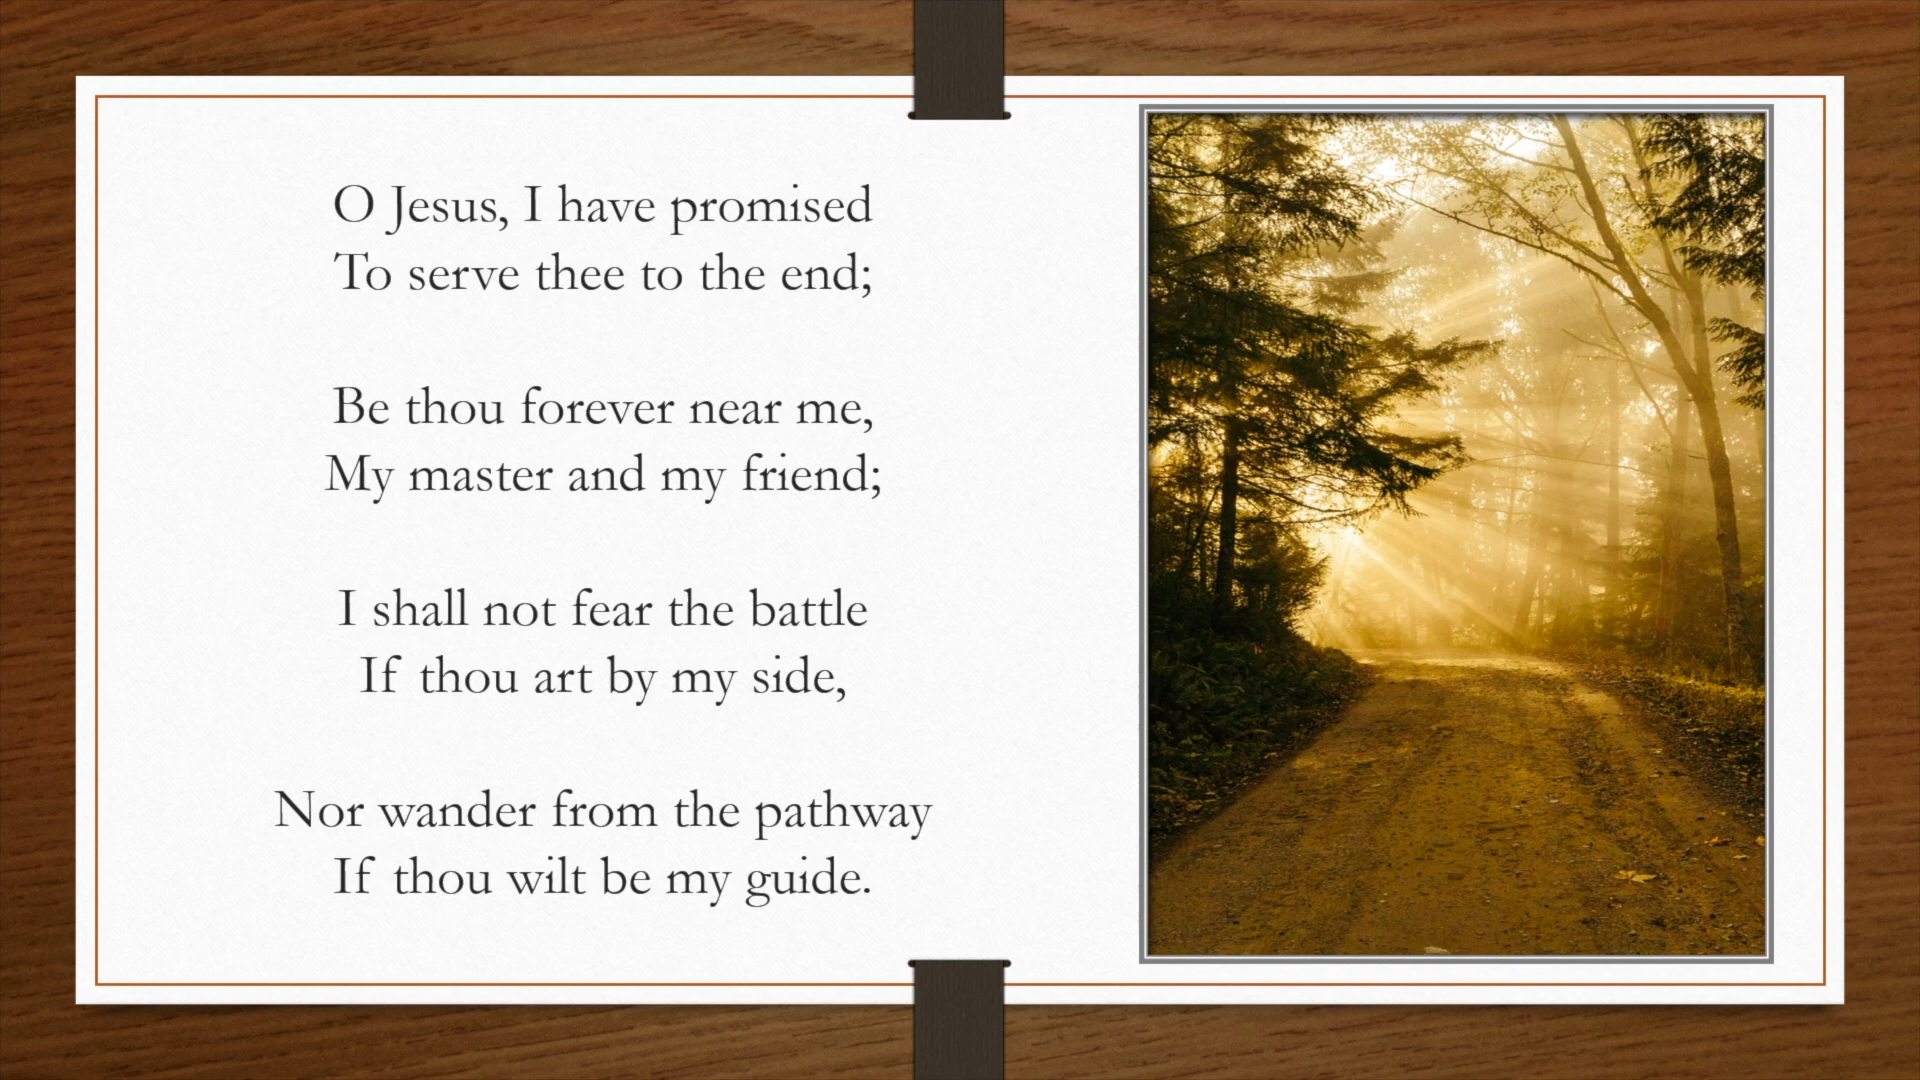 O Jesus, I have promised
To serve thee to the end;
Be thou forever near me,
My master and my friend;
I shall not fear the battle
If thou art by my side,
Nor wander from the pathway
If thou wilt be my guide.